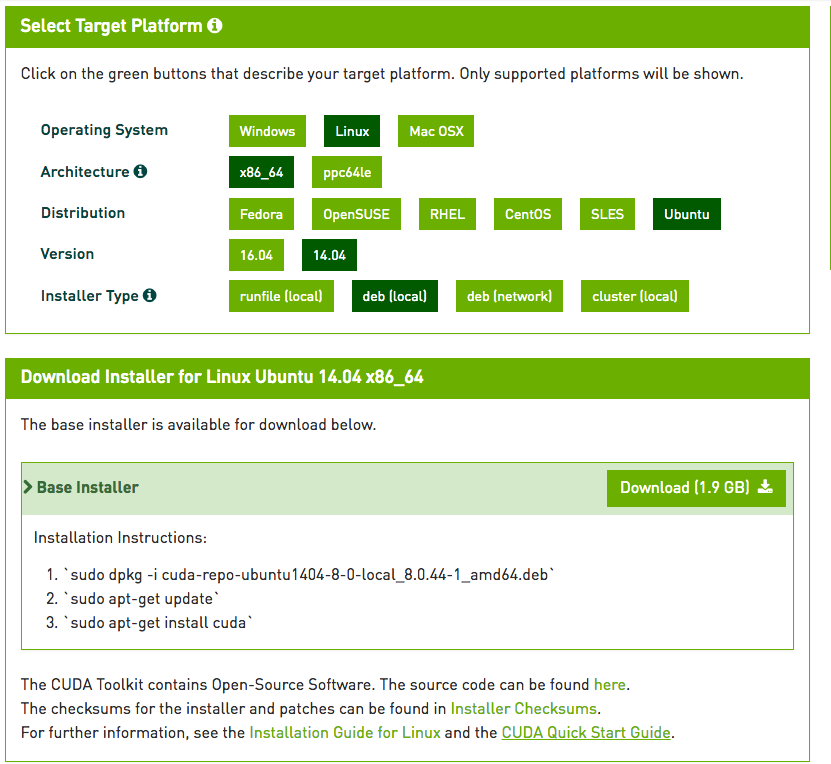 Select Target Platform
Click on the green buttons that describe your target platform. Only supported platforms will be shown.
Operating System Windows Linux Mac OSX
Architecture x86_64 ppc64le
Distribution Fedora OpenSUSE RHEL CentOS SLES Ubuntu
Version 16.04 14.04
Installer Type runfile (local) deb (local) deb (network) cluster (local)
Download Installer for Linux Ubuntu 14.04 x86_64
The base installer is available for download below.
Base Installer Download (1.9 GB)
Installation Instructions:
1. `sudo dpkg -i cuda-repo-ubuntu1404-8-0-local_8.0.44-1_amd64.deb`
2. `sudo apt-get update`
3. `sudo apt-get install cuda`
The CUDA Toolkit contains Open-Source Software. The source code can be found here.
The checksums for the installer and patches can be found in Installer Checksums.
For further information, see the Installation Guide for Linux and the CUDA Quick Start Guide.